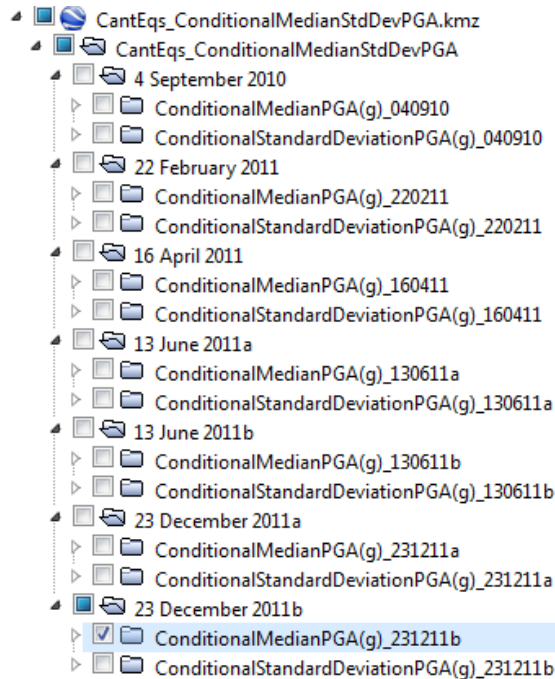 CantEqs_ConditionalMedianStdDevPGA.kmz
CantEqs_ConditionalMedianStdDevPGA
4 September 2010
ConditionalMedianPGA(g)_040910
ConditionalStandardDeviationPGA(g)_040910
22 February 2011
ConditionalMedianPGA(g)_220211
ConditionalStandardDeviationPGA(g)_220211
16 April 2011
ConditionalMedianPGA(g)_160411
ConditionalStandardDeviationPGA(g)_160411
13 June 2011a
ConditionalMedianPGA(g)_130611a
ConditionalStandardDeviationPGA(g)_130611a
13 June 2011b
ConditionalMedianPGA(g)_130611b
ConditionalStandardDeviationPGA(g)_130611b
23 December 2011a
ConditionalMedianPGA(g)_231211a
ConditionalStandardDeviationPGA(g)_231211a
23 December 2011b
ConditionalMedianPGA(g)_231211b
ConditionalStandardDeviationPGA(g)_231211b